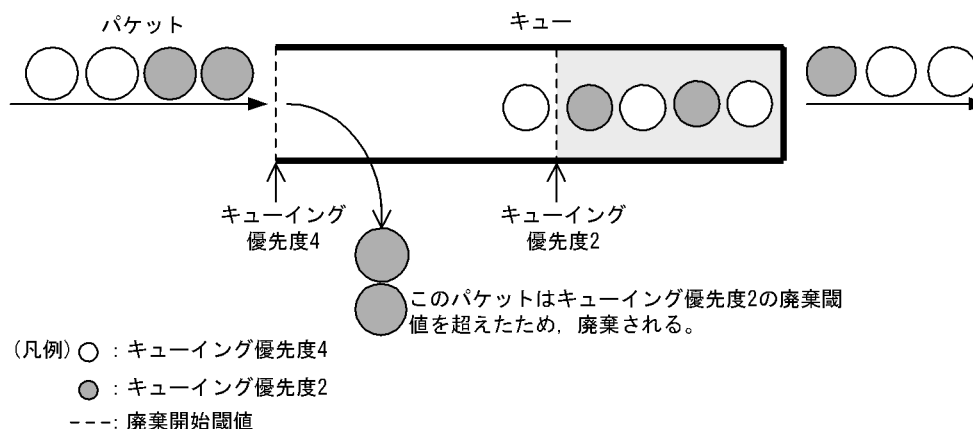 パケット
キュー
キューイング
優先度4
キューイング
優先度2
このパケットはキューイング優先度2の廃棄閾
値を超えたため，廃棄される。
(凡例) ○ : キューイング優先度4
● : キューイング優先度2
---: 廃棄開始閾値